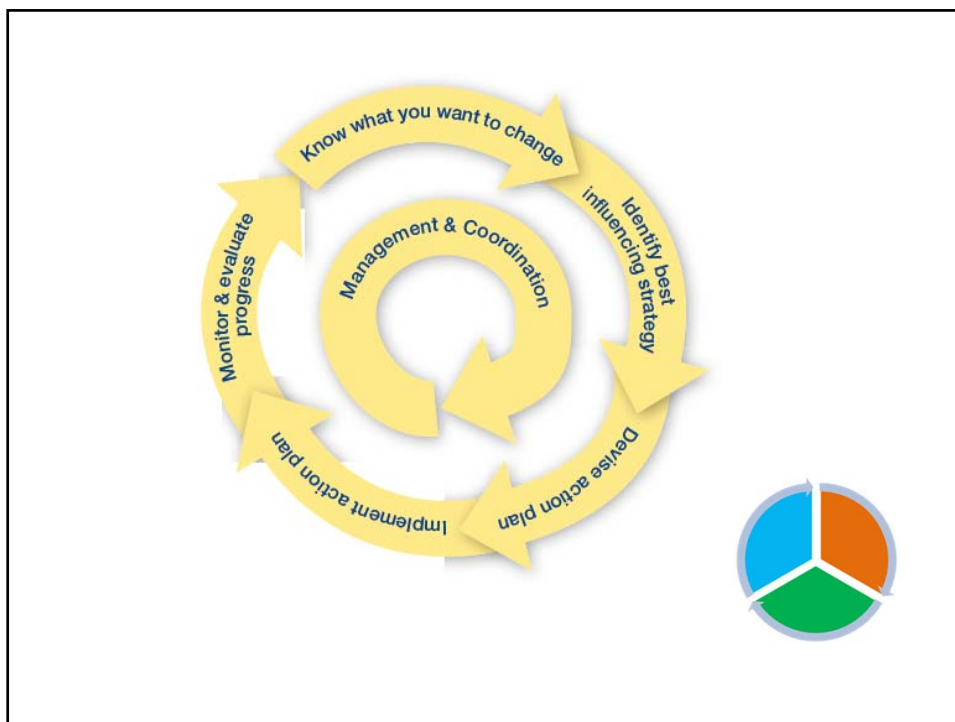 Know what you want to change
Identify best
influencing strategy
Devise action plan
Implement action plan
Monitor & evaluate
progress
Management & Coordination